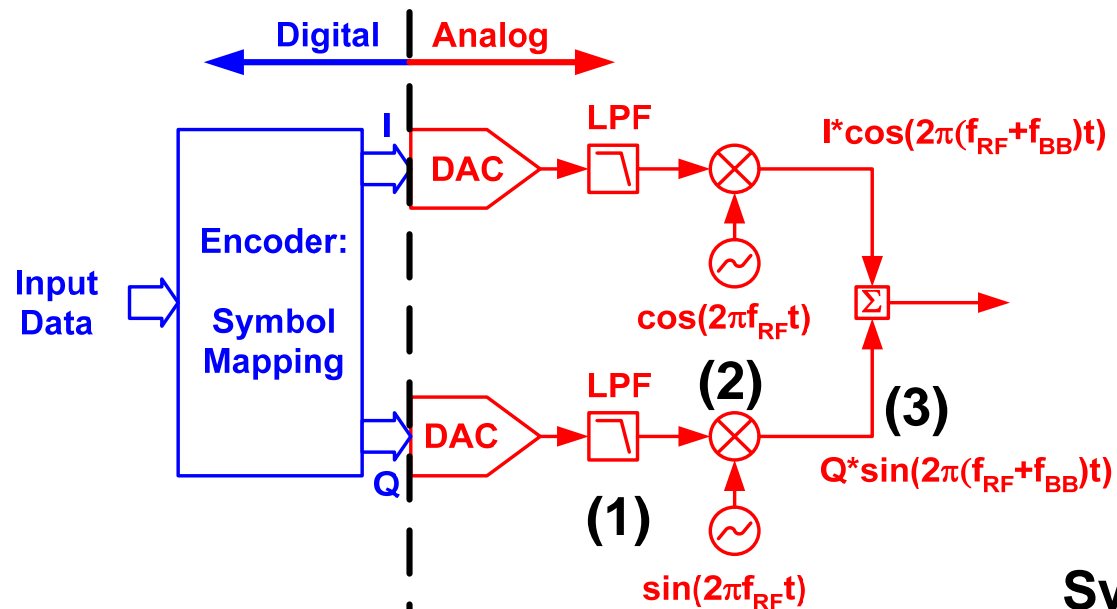 Digital
Analog
I
LPF
I*cos(2π(fRF+fBB)t)
DAC
Encoder:
Input
Data
Symbol
Mapping
cos(2πfRFt)
Σ
LPF
(2)
(3)
DAC
Q
Q*sin(2π(fRF+fBB)t)
(1)
sin(2πfRFt)